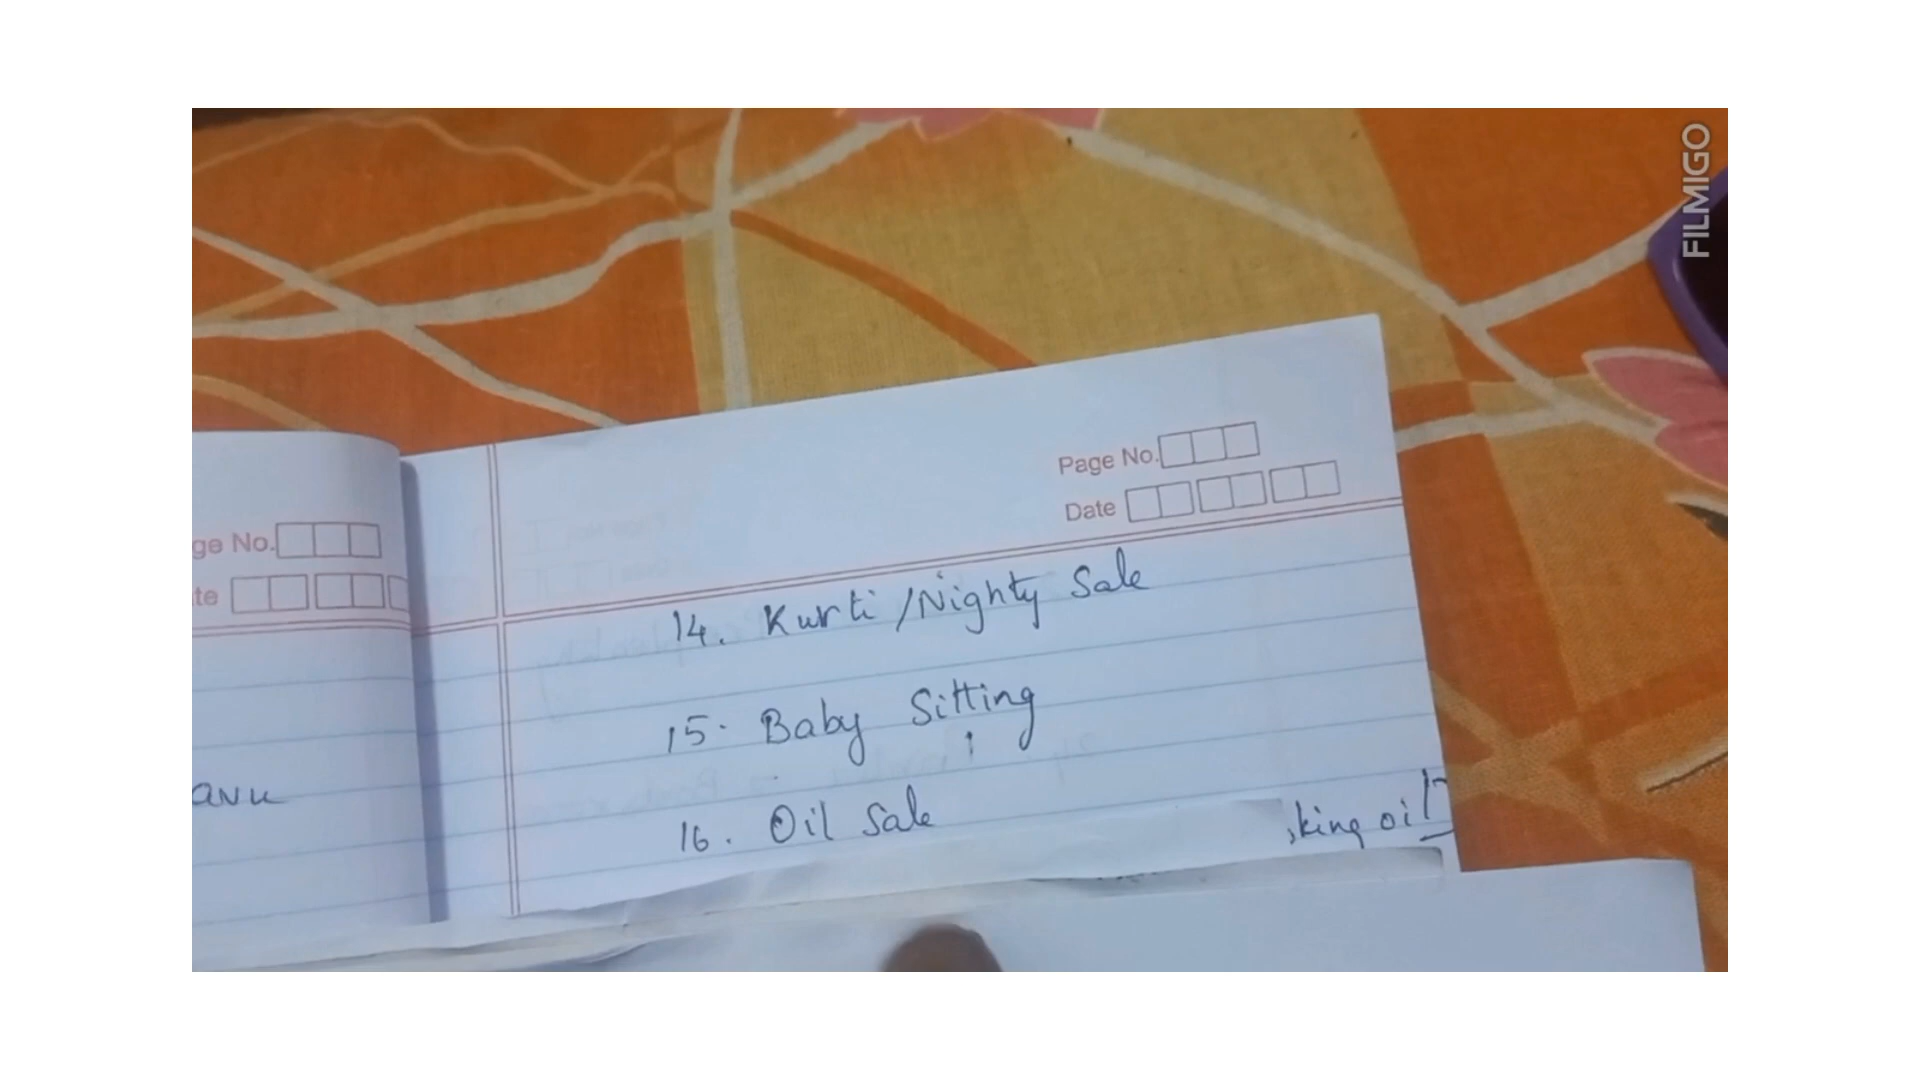 FILMIGO
Page No.
Date
ge No.
te
14. Kurti /Nighty Sale
15. Baby Sitting
16. Oil Sale
king oil]